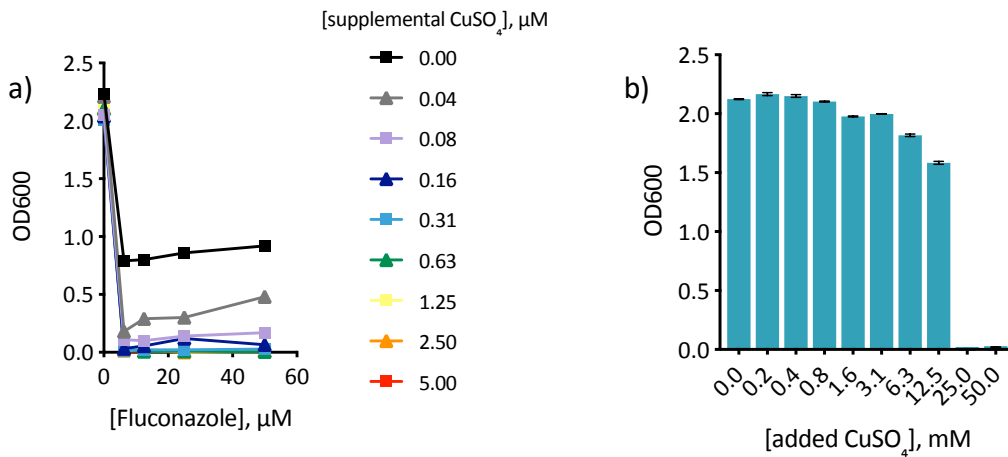 [supplemental CuSO4], μM
0.00
0.04
0.08
0.16
0.31
0.63
1.25
2.50
5.00
a)
OD600
2.5
2.0
1.5
1.0
0.5
0.0
0 20 40 60
[Fluconazole], μM
b)
OD600
2.5
2.0
1.5
1.0
0.5
0.0
0.0 0.2 0.4 0.8 1.6 3.1 6.3 12.5 25.0 50.0
[added CuSO4], mM